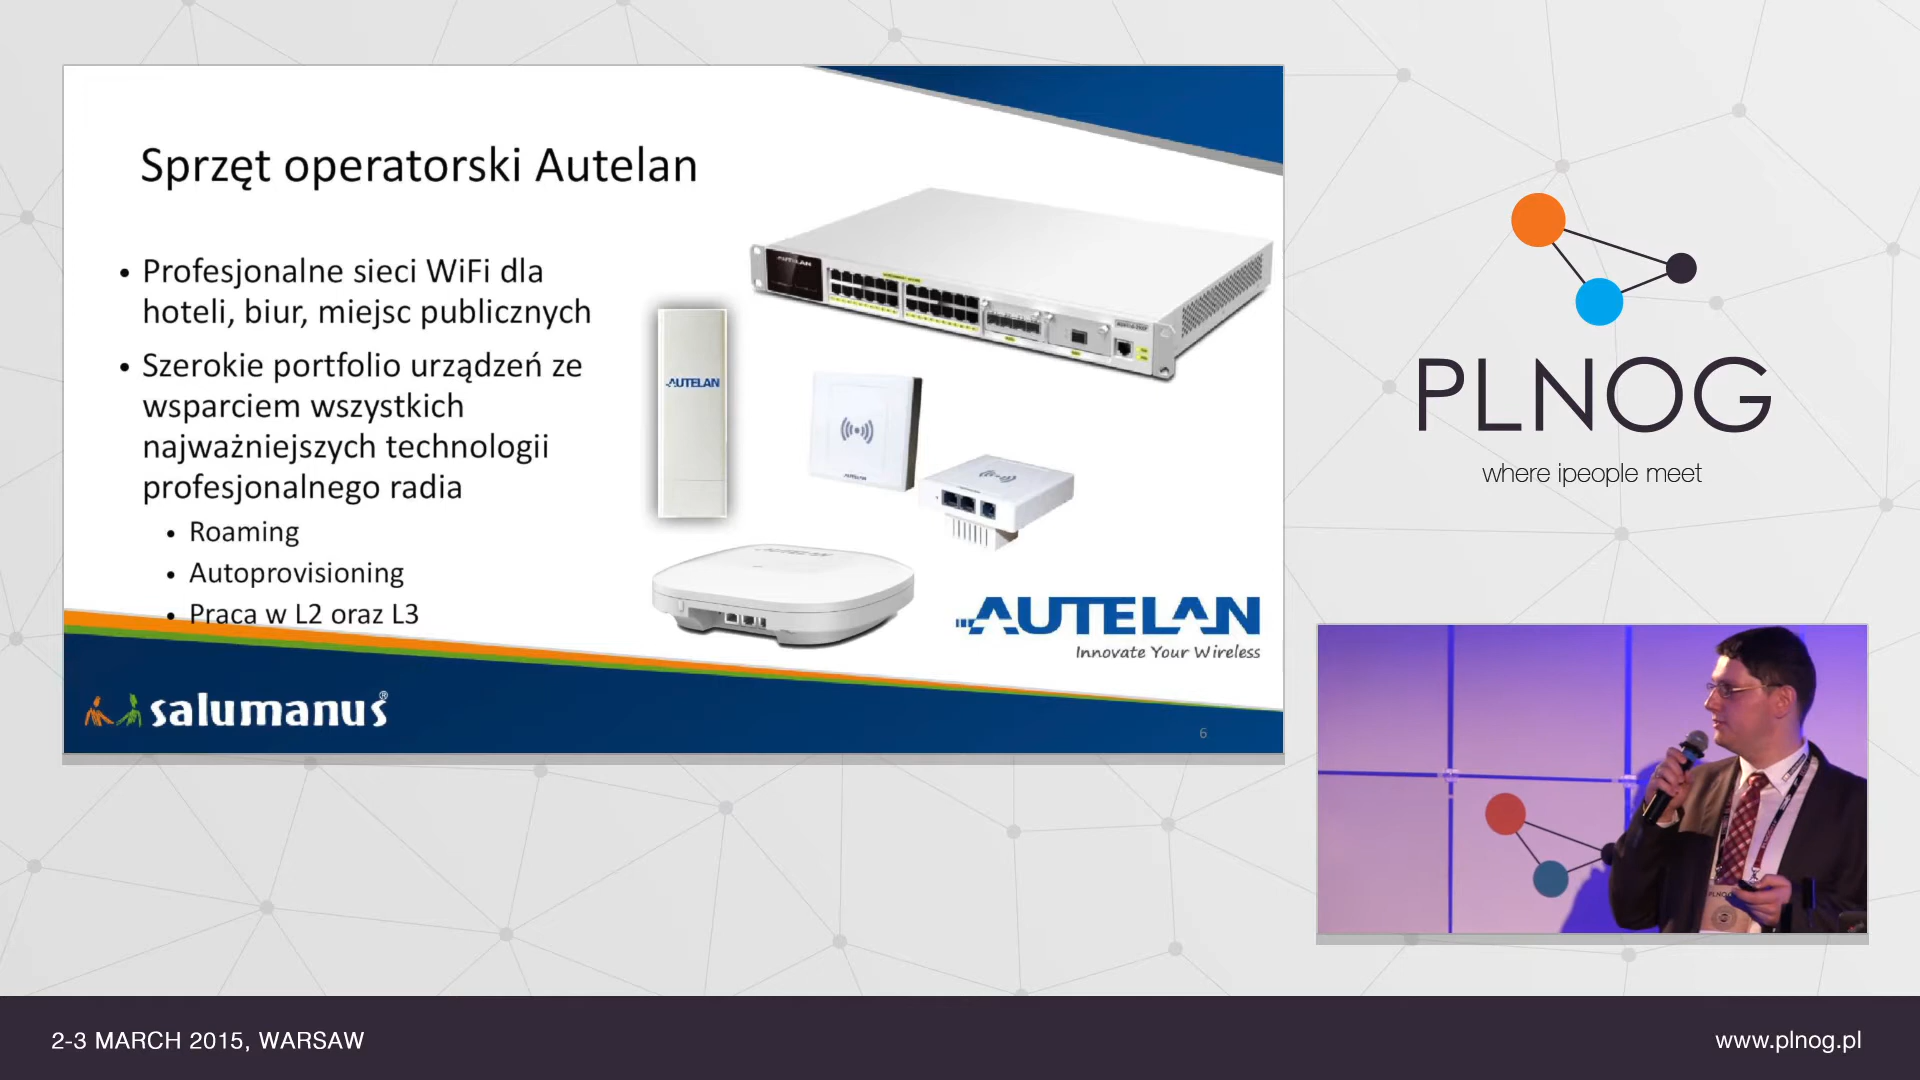 Sprzęt operatorski Autelan
• Profesjonalne sieci WiFi dla
hoteli, biur, miejsc publicznych
• Szerokie portfolio urządzeń ze
wsparciem wszystkich
najważniejszych technologii
profesjonalnego radia
• Roaming
• Autoprovisioning
• Praca w L2 oraz L3
AUTELAN
AUTELAN
AUTELAN
Innovate Your Wireless
salumanus®
6
PLNOG
where ipeople meet
PLNOG
2-3 MARCH 2015, WARSAW
www.plnog.pl